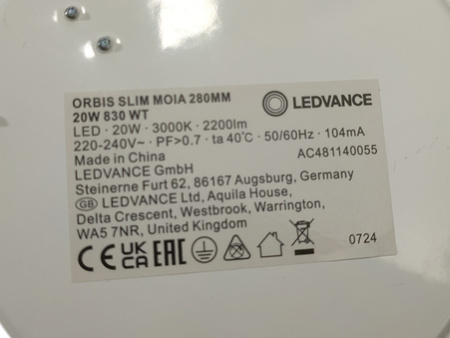 ORBIS SLIM MOIA 280MM
20W 830 WT
LEDVANCE
LED · 20W · 3000K · 2200lm
220-240V~ · PF>0.7 · ta 40°C · 50/60Hz · 104mA
Made in China
AC481140055
LEDVANCE GmbH
Steinerne Furt 62, 86167 Augsburg, Germany
GB LEDVANCE Ltd, Aquila House,
Delta Crescent, Westbrook, Warrington,
WA5 7NR, United Kingdom
CE UK CA EAC
0724